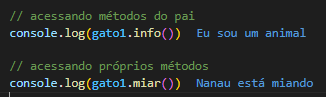 // acessando métodos do pai
console.log(gato1.info()) Eu sou um animal
// acessando próprios métodos
console.log(gato1.miar()) Nanau está miando